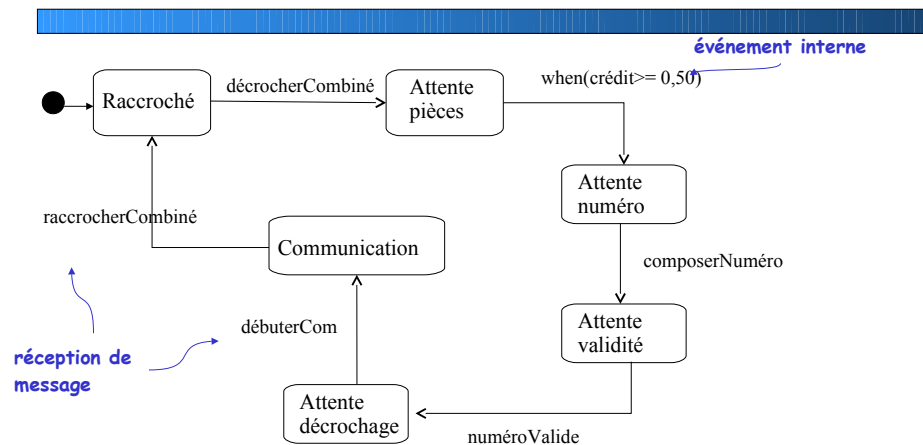 événement interne
décrocherCombiné
when(crédit>= 0,50)
Raccroché
Attente
pièces
Attente
numéro
raccrocherCombiné
Communication
composerNuméro
débuterCom
Attente
validité
réception de
message
Attente
décrochage
numéroValide